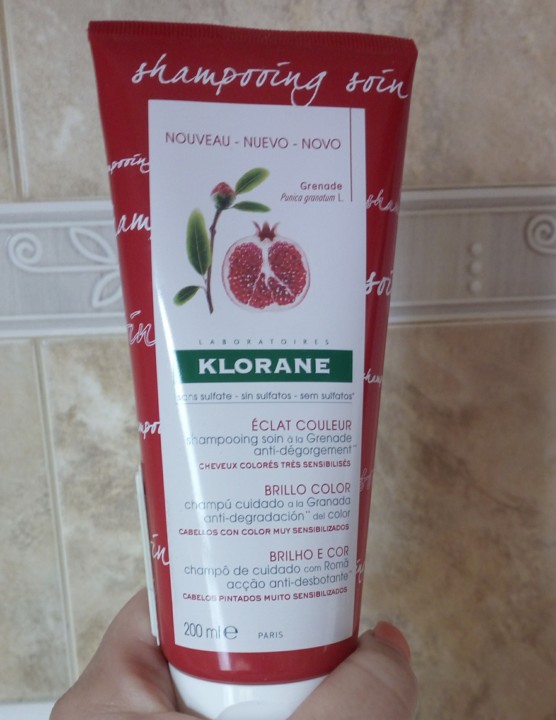 shampooing soin
NOUVEAU - NUEVO - NOVO
Grenade
Punica granatum L.
LABORATOIRES
KLORANE
sans sulfate - sin sulfatos - sem sulfatos*
ÉCLAT COULEUR
shampooing soin à la Grenade
anti-dégorgement™
CHEVEUX COLORÉS TRÈS SENSIBILISÉS
BRILLO COLOR
champú cuidado a la Granada
anti-degradación™ del color
CABELLOS CON COLOR MUY SENSIBILIZADOS
BRILHO E COR
champô de cuidado com Romã
acção anti-desbotante™
CABELOS PINTADOS MUITO SENSIBILIZADOS
200 ml e PARIS